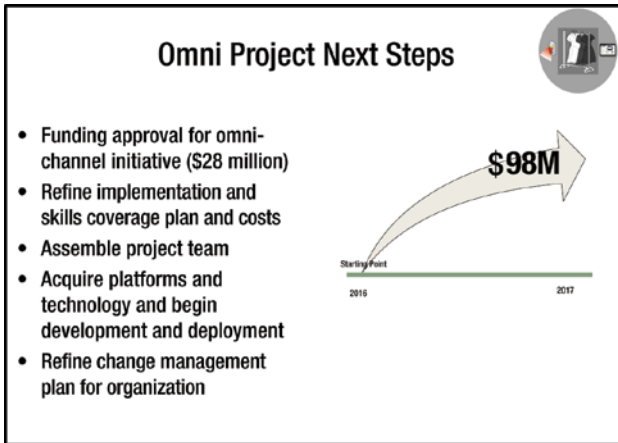 Omni Project Next Steps
• Funding approval for omni-
channel initiative ($28 million)
• Refine implementation and
skills coverage plan and costs
• Assemble project team
• Acquire platforms and
technology and begin
development and deployment
• Refine change management
plan for organization
$98M
Starting Point
2016
2017